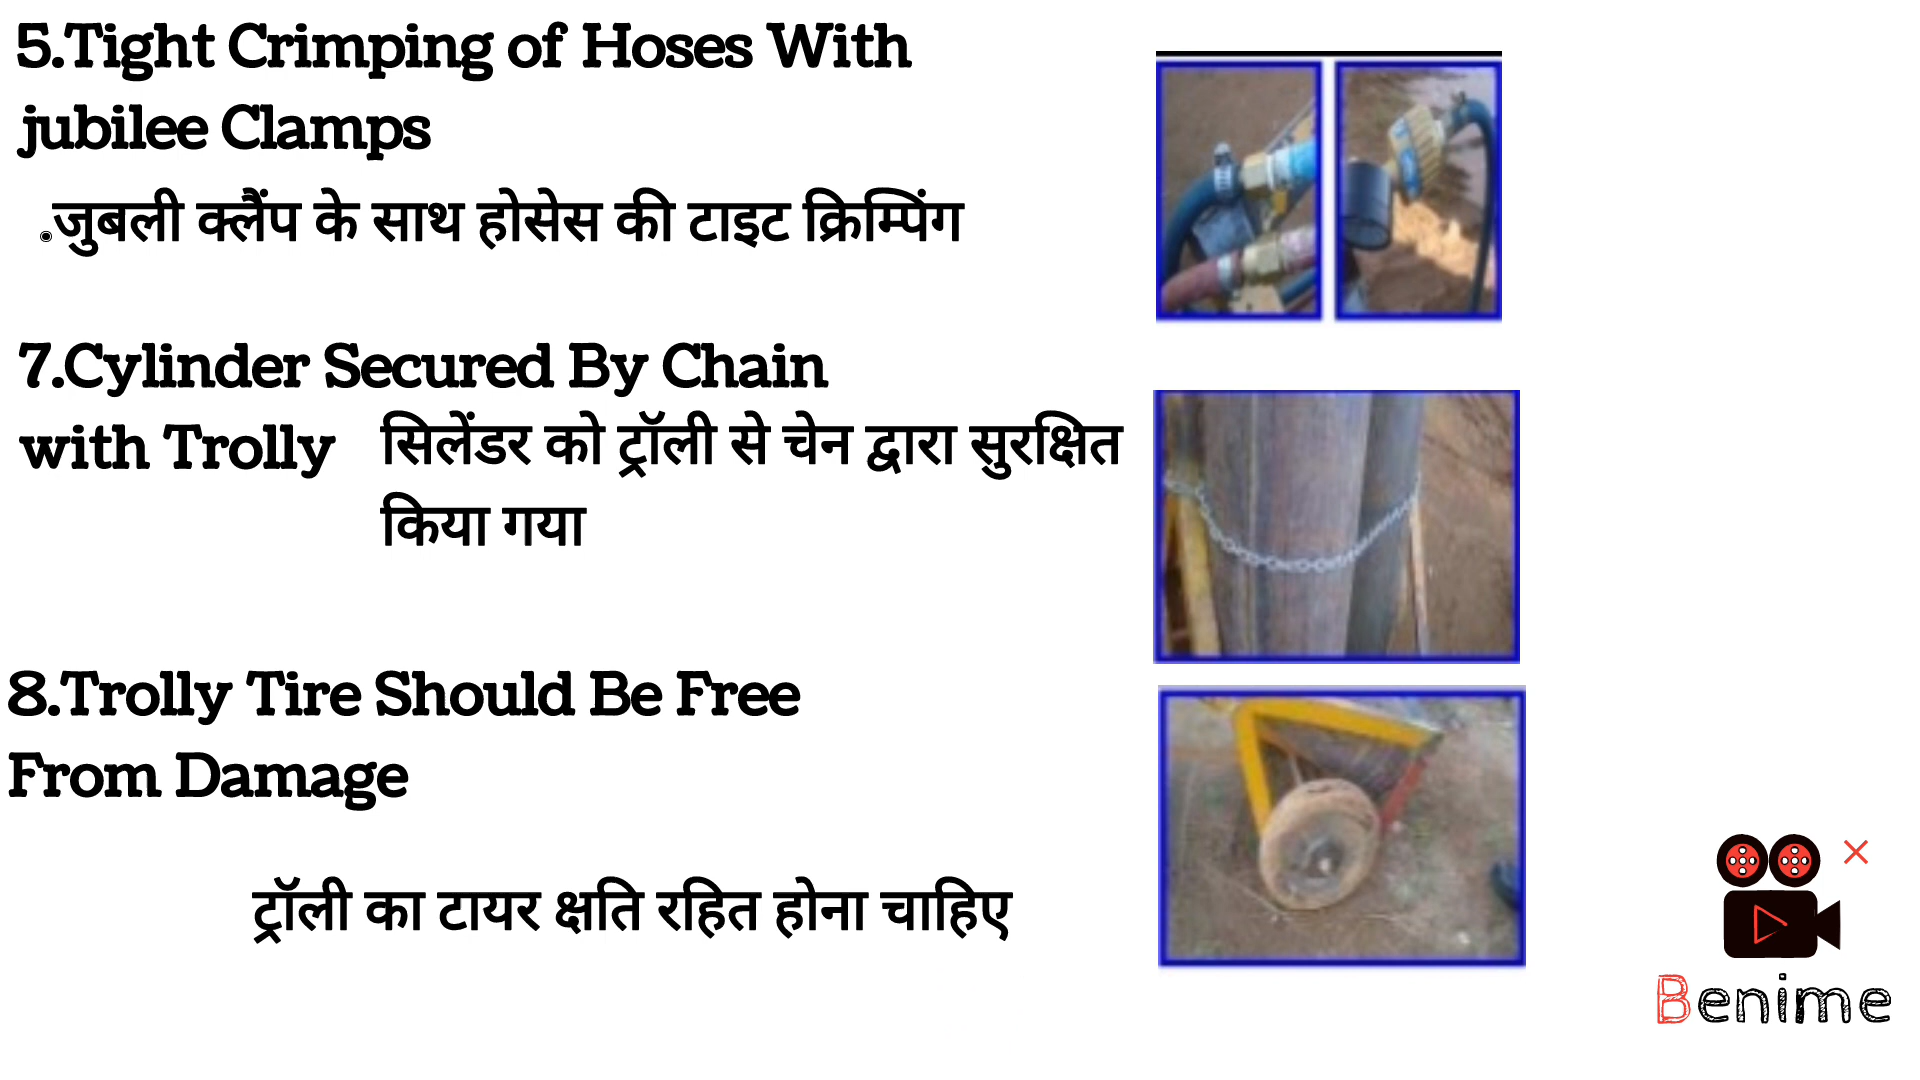 5.Tight Crimping of Hoses With
jubilee Clamps
.जुबली क्लैंप के साथ होसेस की टाइट क्रिम्पिंग
7.Cylinder Secured By Chain
with Trolly
सिलेंडर को ट्रॉली से चेन द्वारा सुरक्षित
किया गया
8.Trolly Tire Should Be Free
From Damage
ट्रॉली का टायर क्षति रहित होना चाहिए
Benime